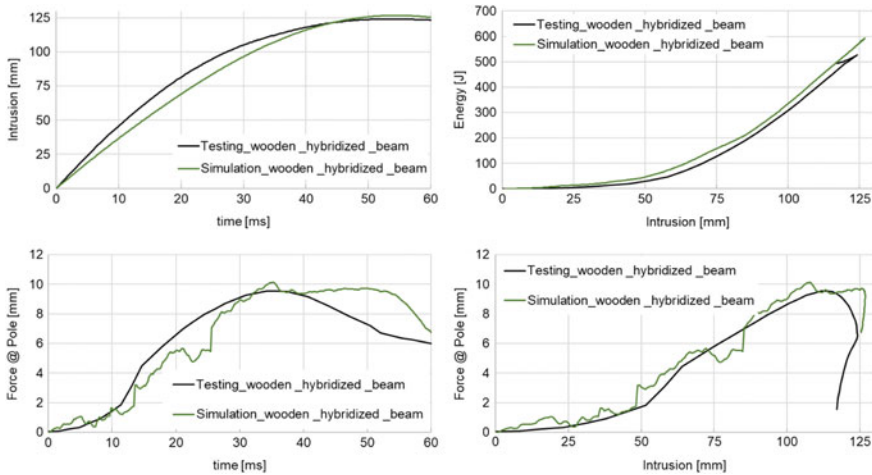 125
100
75
50
25
0
Intrusion [mm]
Testing_wooden _hybridized _beam
Simulation_wooden _hybridized _beam
0 10 20 30 40 50 60
time [ms]
700
600
500
400
300
200
100
0
Energy [J]
Testing_wooden _hybridized _beam
Simulation_wooden _hybridized _beam
0 25 50 75 100 125
Intrusion [mm]
12
10
8
6
4
2
0
Force @ Pole [mm]
Testing_wooden _hybridized _beam
Simulation_wooden _hybridized _beam
0 10 20 30 40 50 60
time [ms]
12
10
8
6
4
2
0
Force @ Pole [mm]
Testing_wooden _hybridized _beam
Simulation_wooden _hybridized _beam
0 25 50 75 100 125
Intrusion [mm]